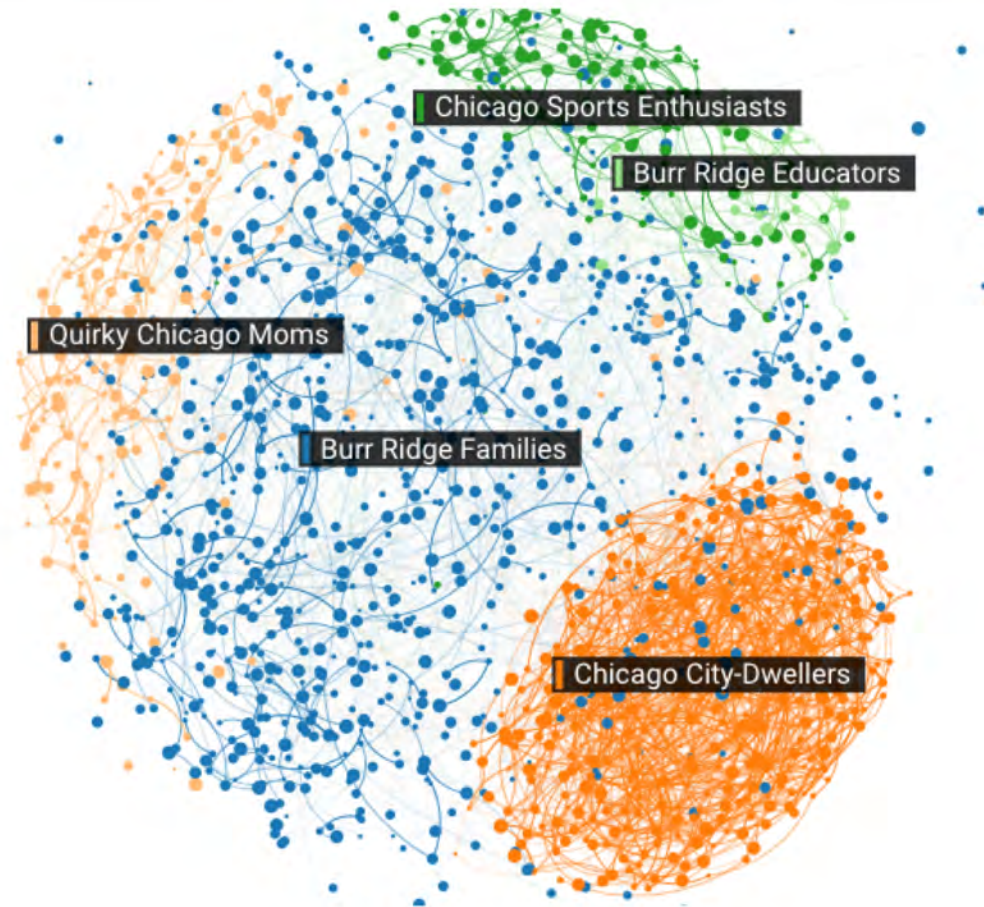 Chicago Sports Enthusiasts
Burr Ridge Educators
Quirky Chicago Moms
Burr Ridge Families
Chicago City-Dwellers